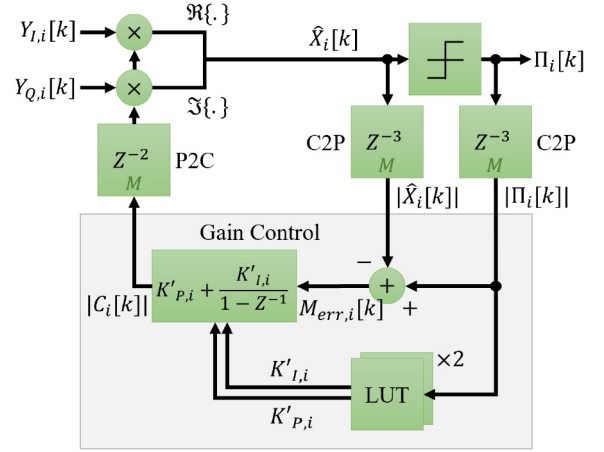 Y_{I,i}[k] × ℜ{.}
X̂_i[k] Π_i[k]
Y_{Q,i}[k] × ℑ{.}
Z^{-2} M P2C
C2P Z^{-3} M
Z^{-3} M C2P
|X̂_i[k]| |Π_i[k]|
Gain Control
−
K'_{P,i} + K'_{I,i} / 1 − Z^{-1}
+
+
|C_i[k]|
M_{err,i}[k]
×2
LUT
K'_{I,i}
K'_{P,i}